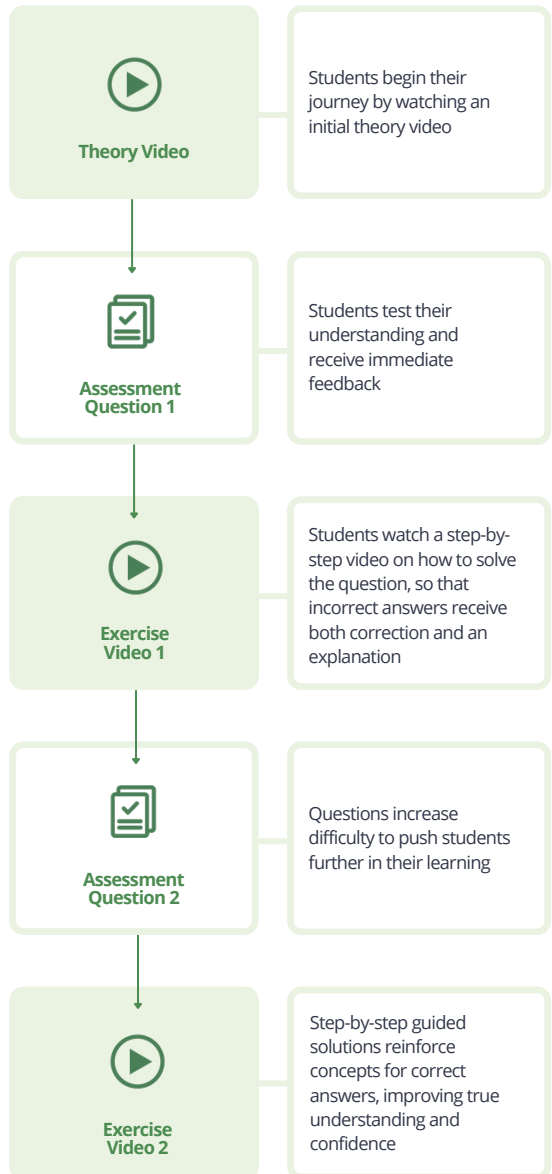 Theory Video
Students begin their
journey by watching an
initial theory video
Assessment
Question 1
Students test their
understanding and
receive immediate
feedback
Exercise
Video 1
Students watch a step-by-
step video on how to solve
the question, so that
incorrect answers receive
both correction and an
explanation
Assessment
Question 2
Questions increase
difficulty to push students
further in their learning
Exercise
Video 2
Step-by-step guided
solutions reinforce
concepts for correct
answers, improving true
understanding and
confidence